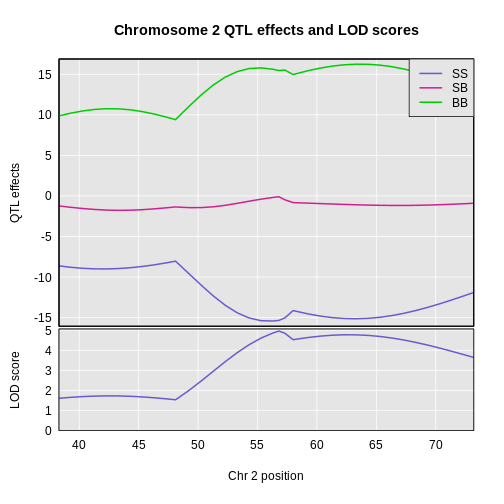 Chromosome 2 QTL effects and LOD scores
SS
SB
BB
QTL effects
15
10
5
0
-5
-10
-15
LOD score
5
4
3
2
1
0
40 45 50 55 60 65 70
Chr 2 position